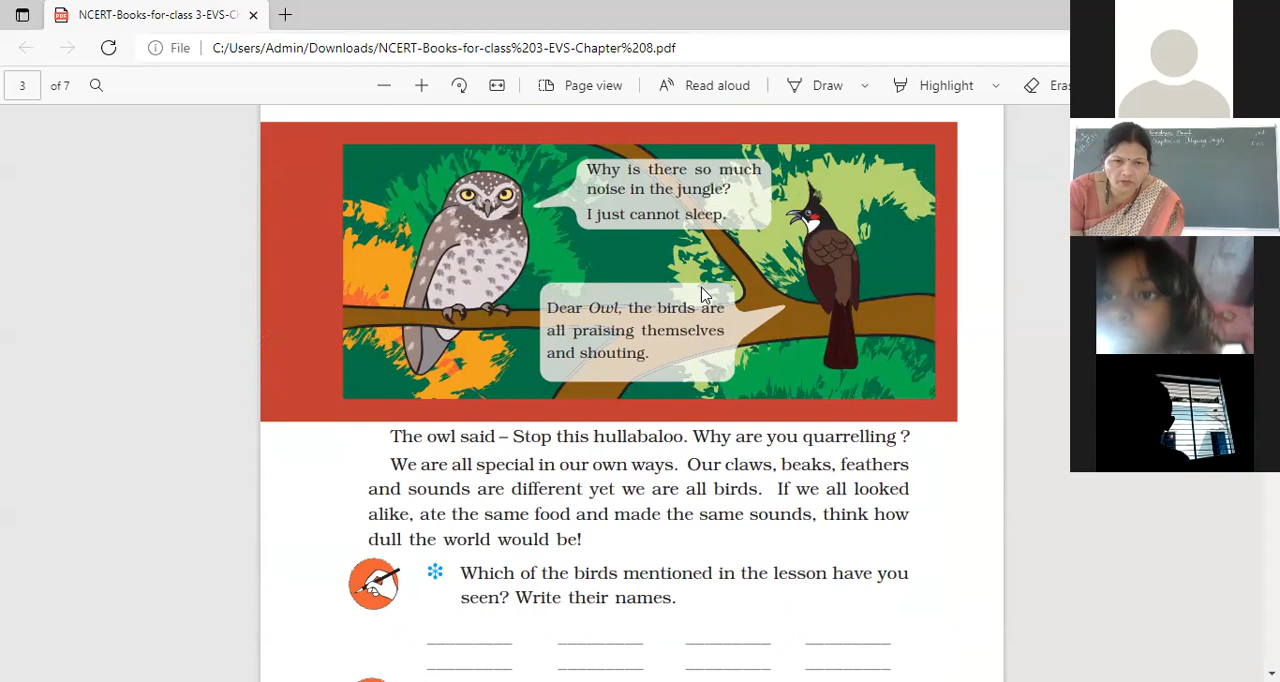 NCERT-Books-for-class 3-EVS-Ch
File
C:/Users/Admin/Downloads/NCERT-Books-for-class%203-EVS-Chapter%208.pdf
3 of 7
Page view
Read aloud
Draw
Highlight
Era
Why is there so much
noise in the jungle?
I just cannot sleep.
Dear Owl, the birds are
all praising themselves
and shouting.
The owl said – Stop this hullabaloo. Why are you quarrelling ?
We are all special in our own ways. Our claws, beaks, feathers
and sounds are different yet we are all birds. If we all looked
alike, ate the same food and made the same sounds, think how
dull the world would be!
Which of the birds mentioned in the lesson have you
seen? Write their names.